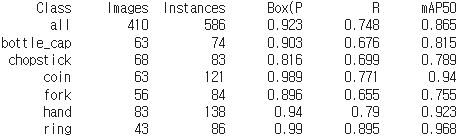 Class Images Instances Box(P R mAP50
all 410 586 0.923 0.748 0.865
bottle_cap 63 74 0.903 0.676 0.815
chopstick 68 83 0.816 0.699 0.789
coin 63 121 0.989 0.771 0.94
fork 56 84 0.896 0.655 0.755
hand 83 138 0.94 0.79 0.923
ring 43 86 0.99 0.895 0.968